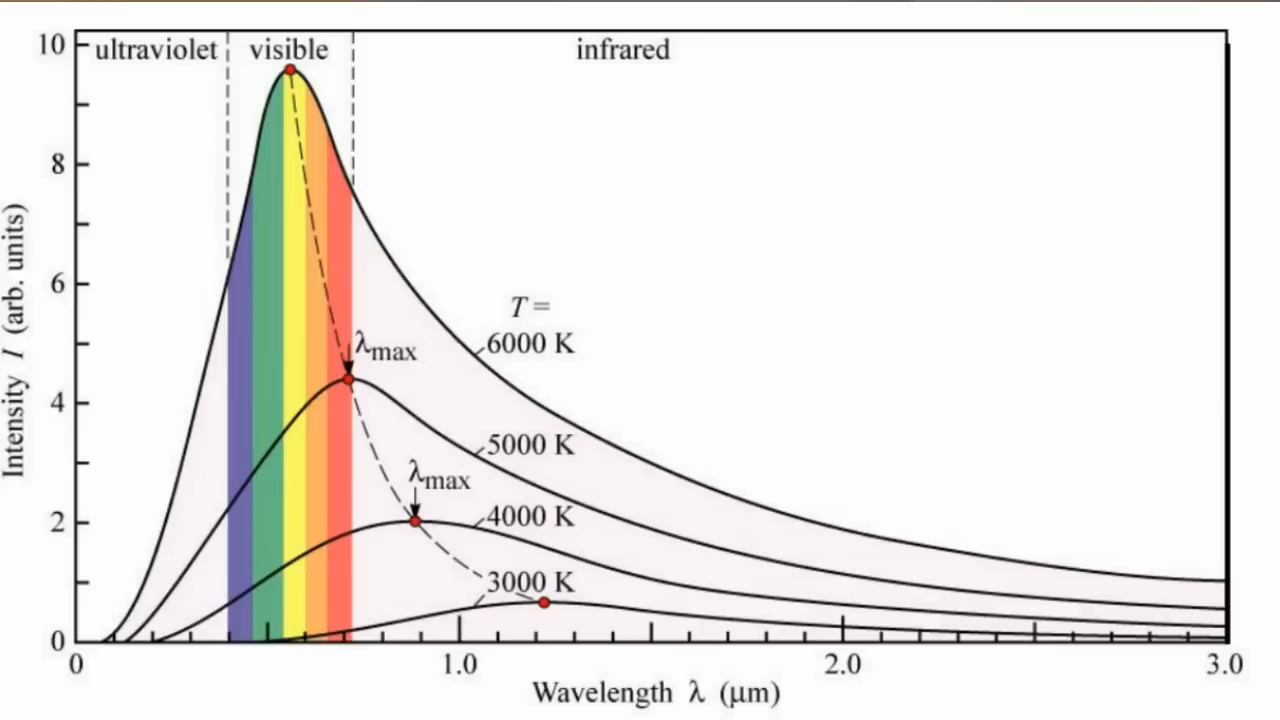 10
ultraviolet
visible
infrared
8
6
4
2
0
Intensity I (arb. units)
T =
6000 K
λmax
5000 K
λmax
4000 K
3000 K
0
1.0
2.0
3.0
Wavelength λ (μm)